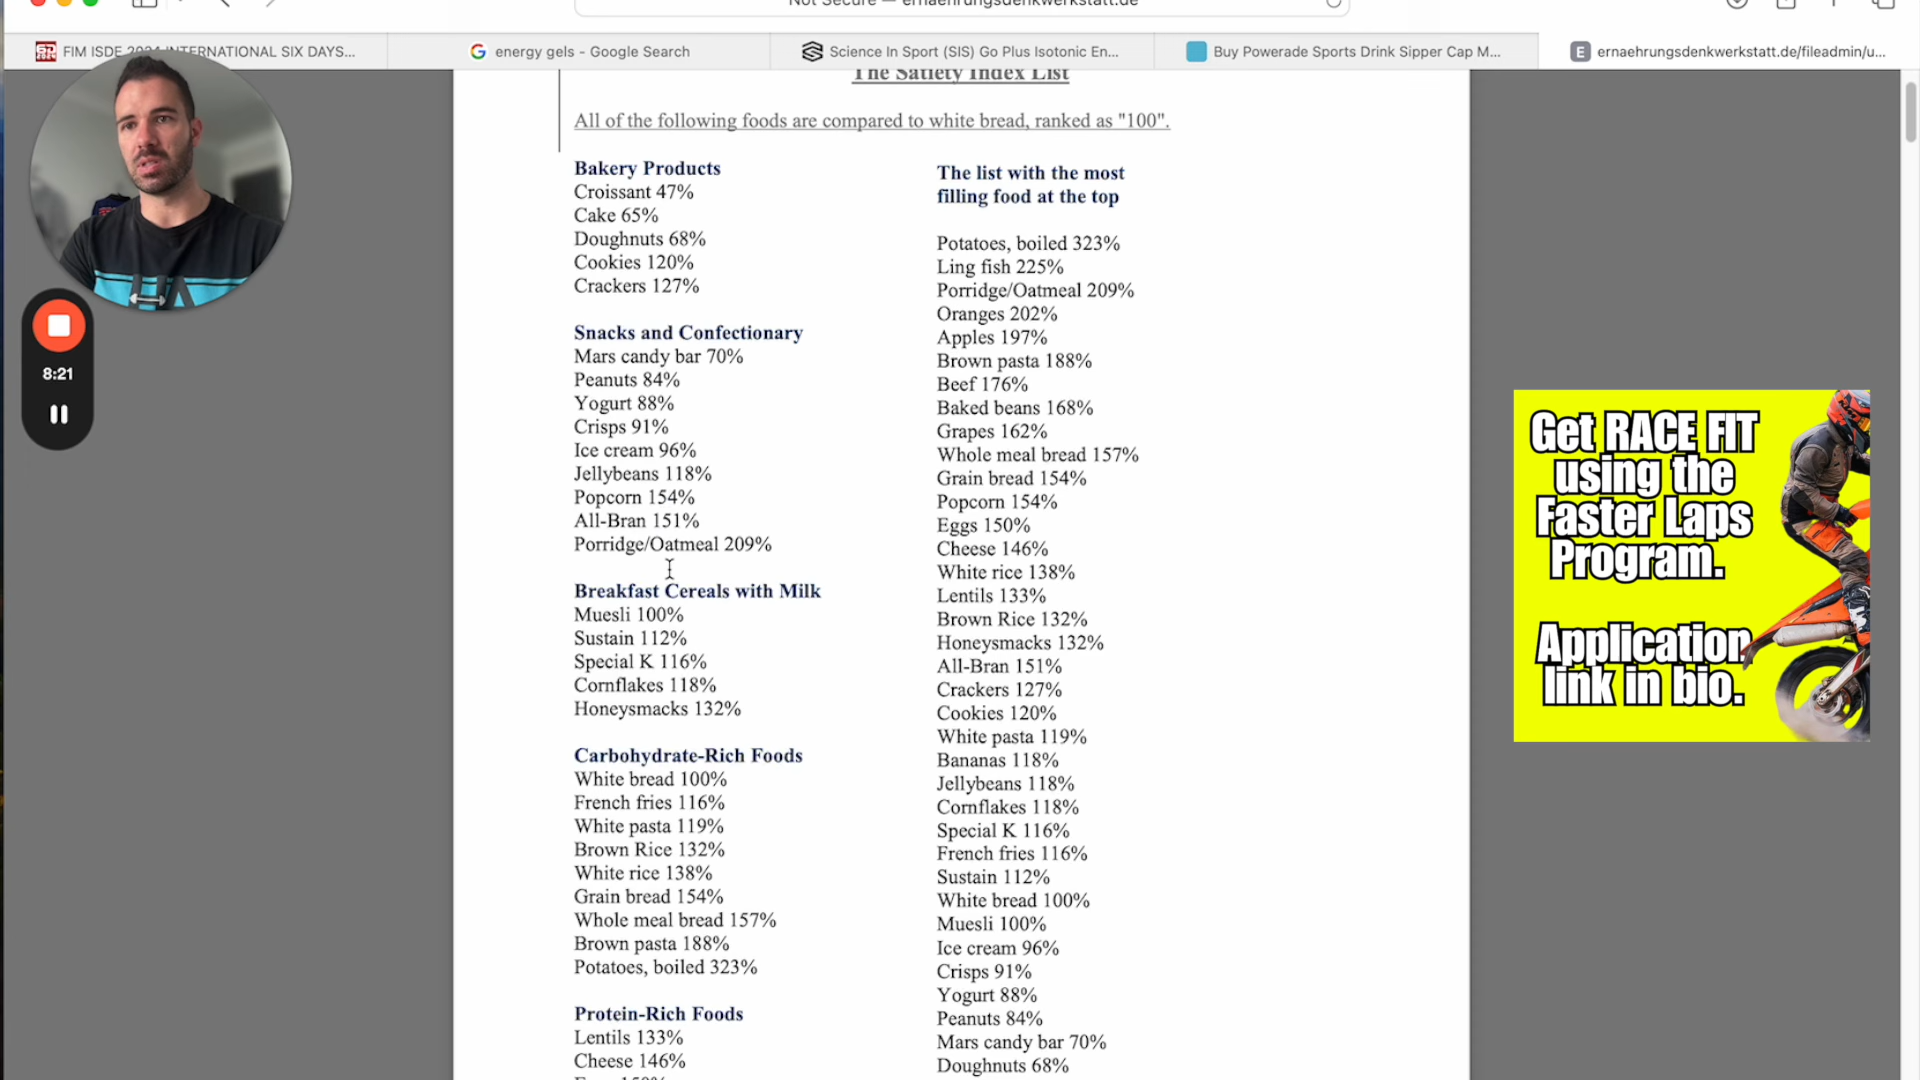 Not Secure — ernaehrungsdenkwerkstatt.de
FIM ISDE 2024 INTERNATIONAL SIX DAYS...
energy gels - Google Search
Science In Sport (SIS) Go Plus Isotonic En...
Buy Powerade Sports Drink Sipper Cap M...
E
ernaehrungsdenkwerkstatt.de/fileadmin/u...
8:21
The Satiety Index List
All of the following foods are compared to white bread, ranked as "100".
Bakery Products
Croissant 47%
Cake 65%
Doughnuts 68%
Cookies 120%
Crackers 127%
Snacks and Confectionary
Mars candy bar 70%
Peanuts 84%
Yogurt 88%
Crisps 91%
Ice cream 96%
Jellybeans 118%
Popcorn 154%
All-Bran 151%
Porridge/Oatmeal 209%
Breakfast Cereals with Milk
Muesli 100%
Sustain 112%
Special K 116%
Cornflakes 118%
Honeysmacks 132%
Carbohydrate-Rich Foods
White bread 100%
French fries 116%
White pasta 119%
Brown Rice 132%
White rice 138%
Grain bread 154%
Whole meal bread 157%
Brown pasta 188%
Potatoes, boiled 323%
Protein-Rich Foods
Lentils 133%
Cheese 146%
The list with the most
filling food at the top
Potatoes, boiled 323%
Ling fish 225%
Porridge/Oatmeal 209%
Oranges 202%
Apples 197%
Brown pasta 188%
Beef 176%
Baked beans 168%
Grapes 162%
Whole meal bread 157%
Grain bread 154%
Popcorn 154%
Eggs 150%
Cheese 146%
White rice 138%
Lentils 133%
Brown Rice 132%
Honeysmacks 132%
All-Bran 151%
Crackers 127%
Cookies 120%
White pasta 119%
Bananas 118%
Jellybeans 118%
Cornflakes 118%
Special K 116%
French fries 116%
Sustain 112%
White bread 100%
Muesli 100%
Ice cream 96%
Crisps 91%
Yogurt 88%
Peanuts 84%
Mars candy bar 70%
Doughnuts 68%
Get RACE FIT
using the
Faster Laps
Program.
Application
link in bio.